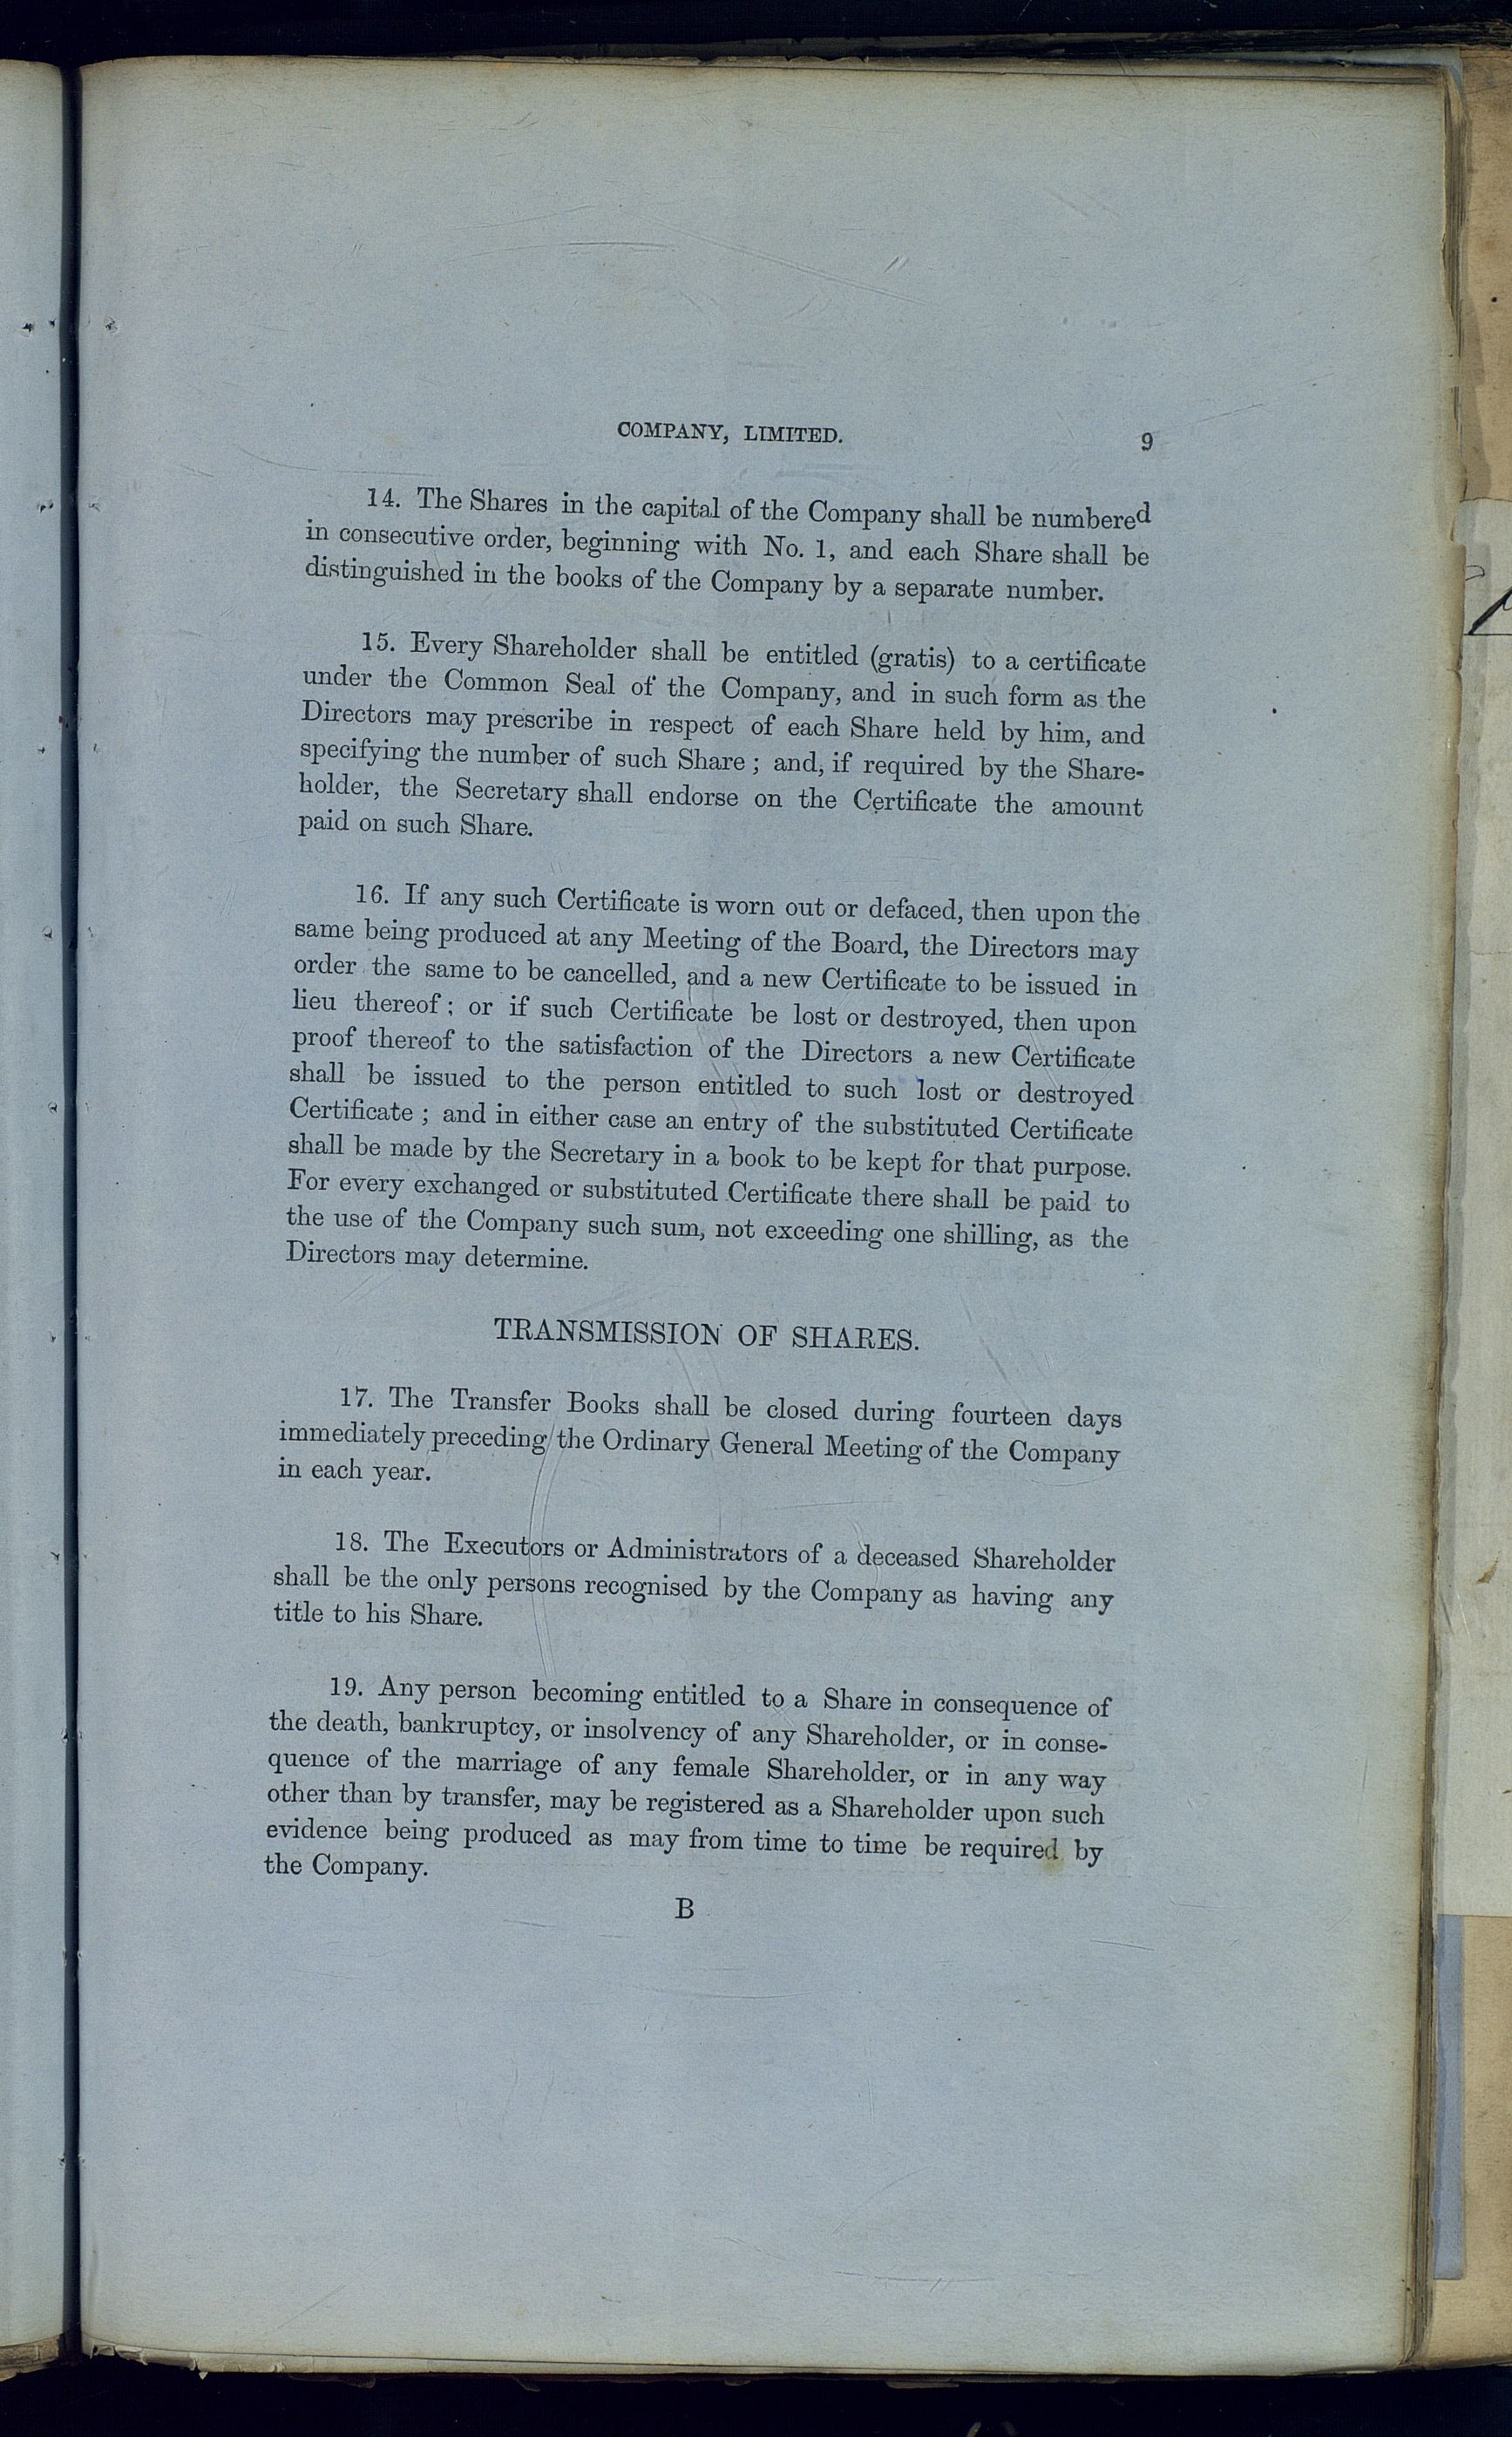 COMPANY, LIMITED. 9
14. The Shares in the capital of the Company shall be numbered
in consecutive order, beginning with No. 1, and each Share shall be
distinguished in the books of the Company by a separate number.
15. Every Shareholder shall be entitled (gratis) to a certificate
under the Common Seal of the Company, and in such form as the
Directors may prescribe in respect of each Share held by him, and
specifying the number of such Share ; and, if required by the Share-
holder, the Secretary shall endorse on the Certificate the amount
paid on such Share.
16. If any such Certificate is worn out or defaced, then upon the
same being produced at any Meeting of the Board, the Directors may
order the same to be cancelled, and a new Certificate to be issued in
lieu thereof ; or if such Certificate be lost or destroyed, then upon
proof thereof to the satisfaction of the Directors a new Certificate
shall be issued to the person entitled to such lost or destroyed
Certificate ; and in either case an entry of the substituted Certificate
shall be made by the Secretary in a book to be kept for that purpose.
For every exchanged or substituted Certificate there shall be paid to
the use of the Company such sum, not exceeding one shilling, as the
Directors may determine.
TRANSMISSION OF SHARES.
17. The Transfer Books shall be closed during fourteen days
immediately preceding the Ordinary General Meeting of the Company
in each year.
18. The Executors or Administrators of a deceased Shareholder
shall be the only persons recognised by the Company as having any
title to his Share.
19. Any person becoming entitled to a Share in consequence of
the death, bankruptcy, or insolvency of any Shareholder, or in conse-
quence of the marriage of any female Shareholder, or in any way
other than by transfer, may be registered as a Shareholder upon such
evidence being produced as may from time to time be required by
the Company.
B